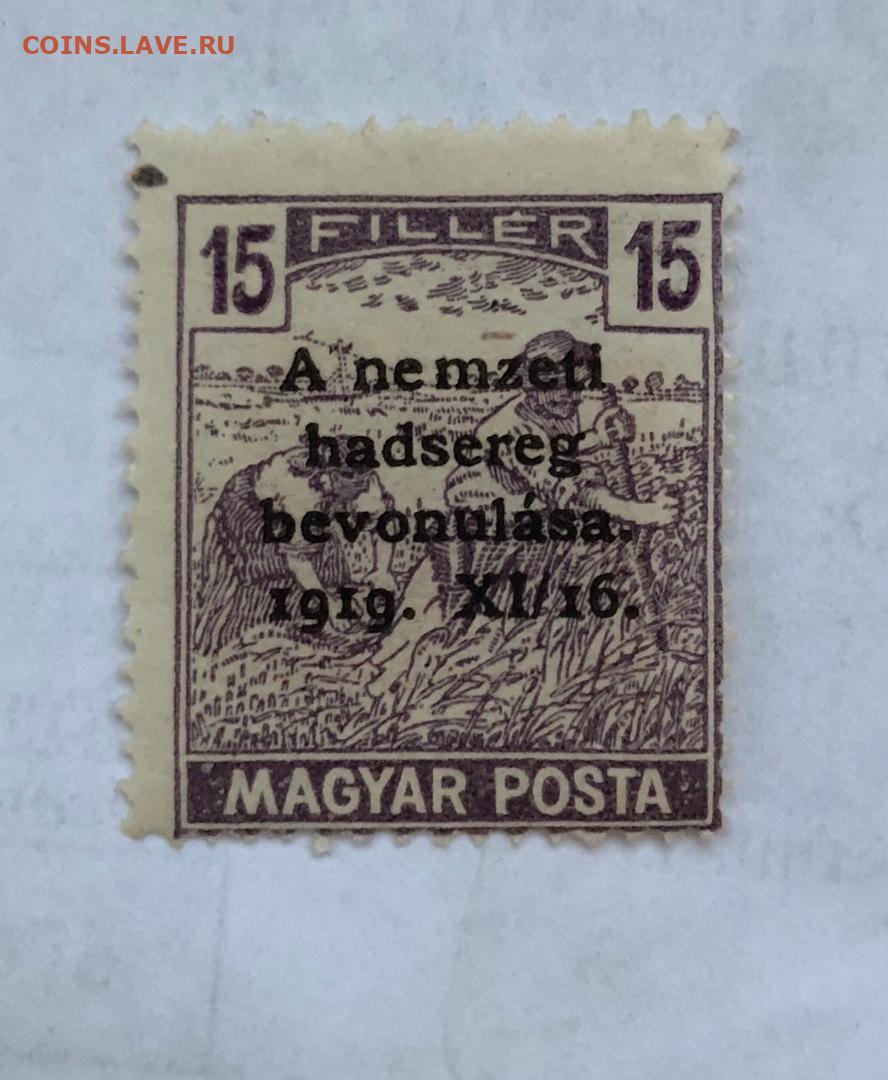 COINS.LAVE.RU
15 FILLÉR 15
A nemzeti
hadsereg
bevonulása.
1919. XI/16.
MAGYAR POSTA